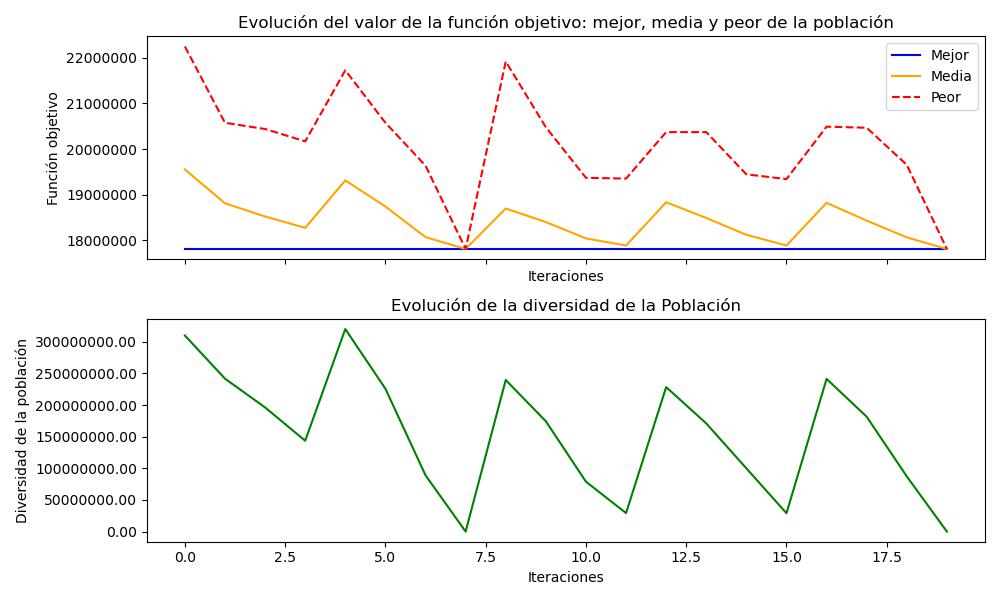 Evolución del valor de la función objetivo: mejor, media y peor de la población
Función objetivo
22000000
21000000
20000000
19000000
18000000
Mejor
Media
Peor
Iteraciones
Evolución de la diversidad de la Población
Diversidad de la población
300000000.00
250000000.00
200000000.00
150000000.00
100000000.00
50000000.00
0.00
0.0 2.5 5.0 7.5 10.0 12.5 15.0 17.5
Iteraciones